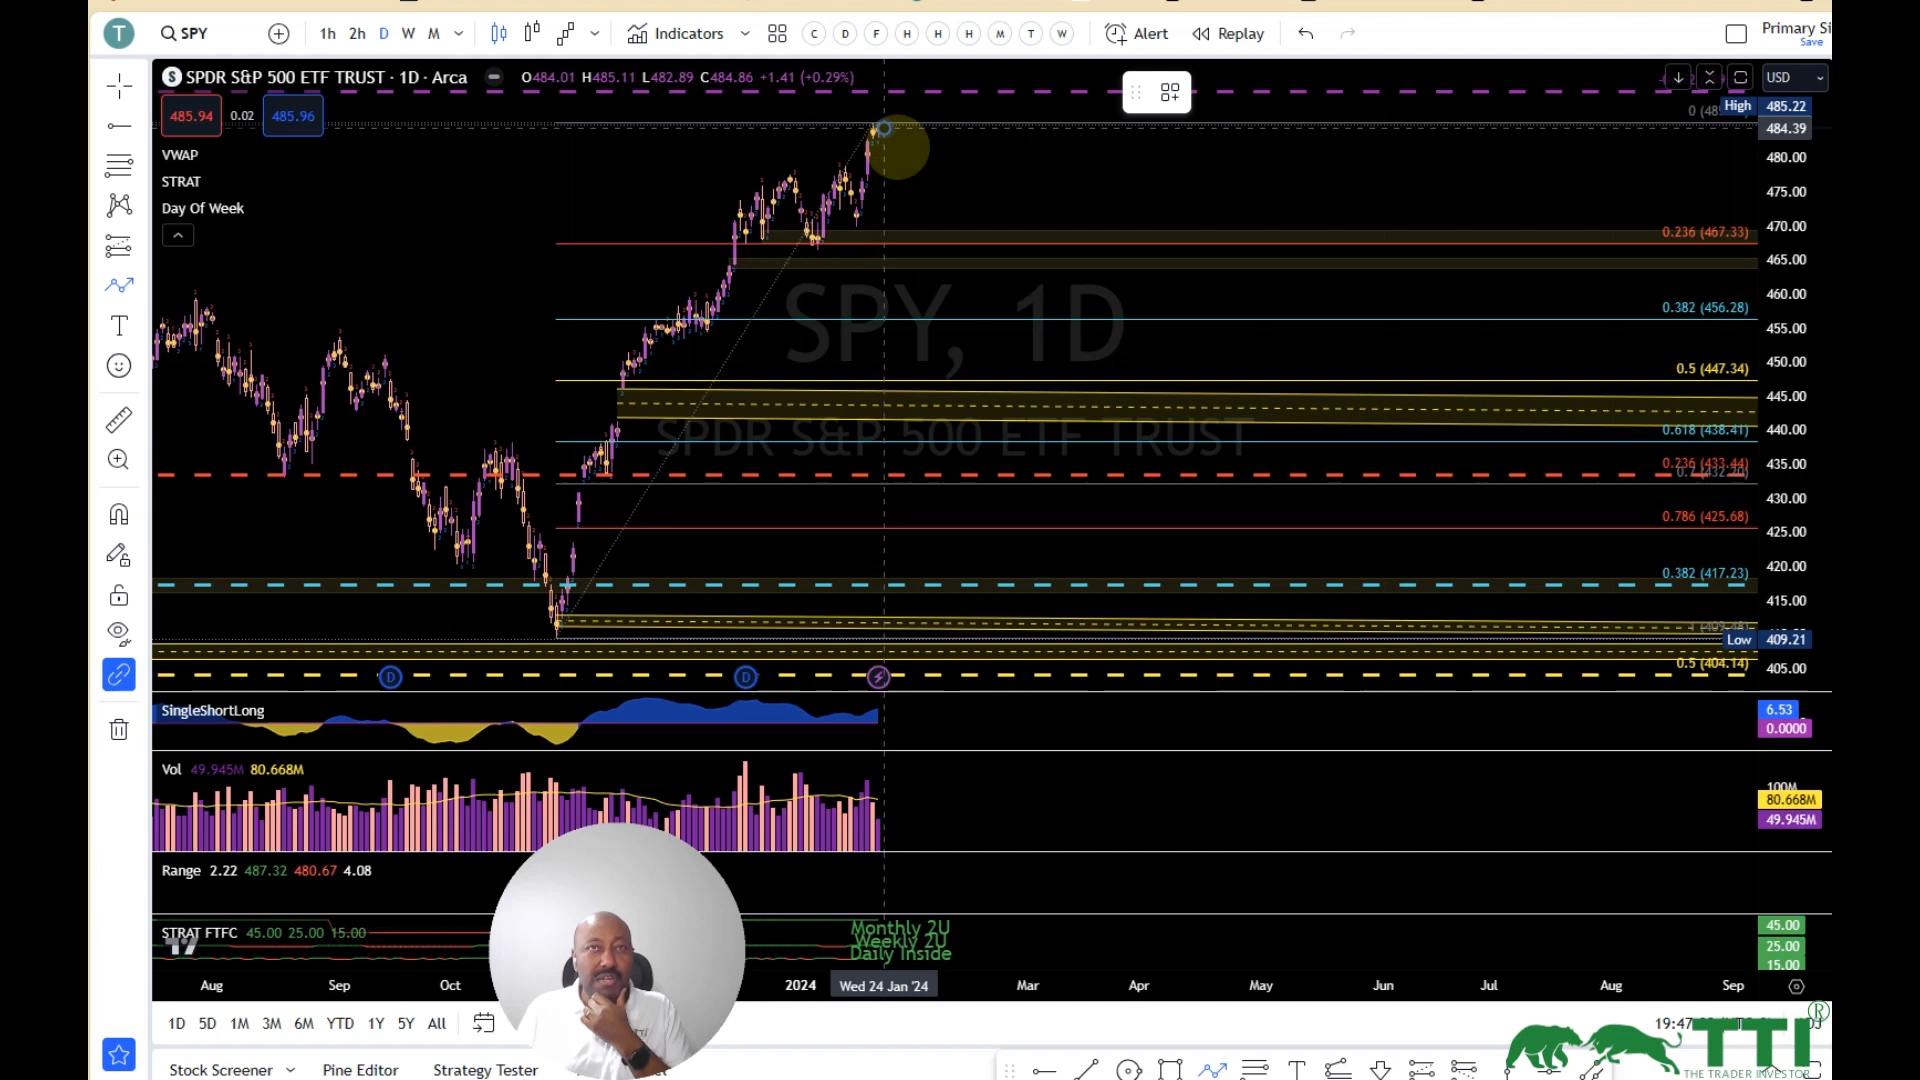 T SPY 1h 2h D W M Indicators C D F H H H M T W Alert Replay Primary Si
Save
SPDR S&P 500 ETF TRUST · 1D · Arca O484.01 H485.11 L482.89 C484.86 +1.41 (+0.29%) USD
485.94 0.02 485.96
High 485.22
484.39
VWAP
STRAT
Day Of Week
480.00
475.00
470.00
0.236 (467.33)
465.00
460.00
0.382 (456.28)
455.00
450.00
0.5 (447.34)
445.00
440.00
0.618 (438.41)
435.00
0.236 (433.44)
430.00
0.786 (425.68)
425.00
420.00
0.382 (417.23)
415.00
Low 409.21
0.5 (404.14)
405.00
SPY, 1D
SPDR S&P 500 ETF TRUST
D D
SingleShortLong
6.53
0.0000
Vol 49.945M 80.668M
100M
80.668M
49.945M
Range 2.22 487.32 480.67 4.08
STRAT FTFC 45.00 25.00 15.00
Monthly 2U
Weekly 2U
Daily Inside
45.00
25.00
15.00
Aug Sep Oct 2024 Wed 24 Jan '24 Mar Apr May Jun Jul Aug Sep
1D 5D 1M 3M 6M YTD 1Y 5Y All
19:47
Stock Screener Pine Editor Strategy Tester
TTI ®
THE TRADER INVESTOR